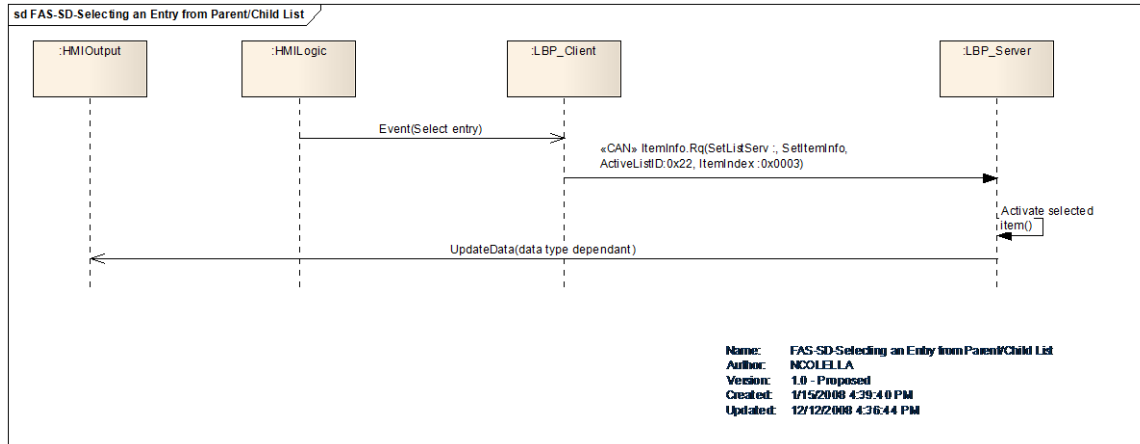 sd FAS-SD-Selecting an Entry from Parent/Child List
:HMIOutput
:HMILogic
:LBP_Client
:LBP_Server
Event(Select entry)
«CAN» ItemInfo.Rq(SetListServ :, SetItemInfo,
ActiveListID:0x22, ItemIndex :0x0003)
Activate selected
item()
UpdateData(data type dependant)
Name: FAS-SD-Selecting an Entry from Parent/Child List
Author: NCOLELLA
Version: 1.0 - Proposed
Created: 1/15/2008 4:39:40 PM
Updated: 12/12/2008 4:36:44 PM